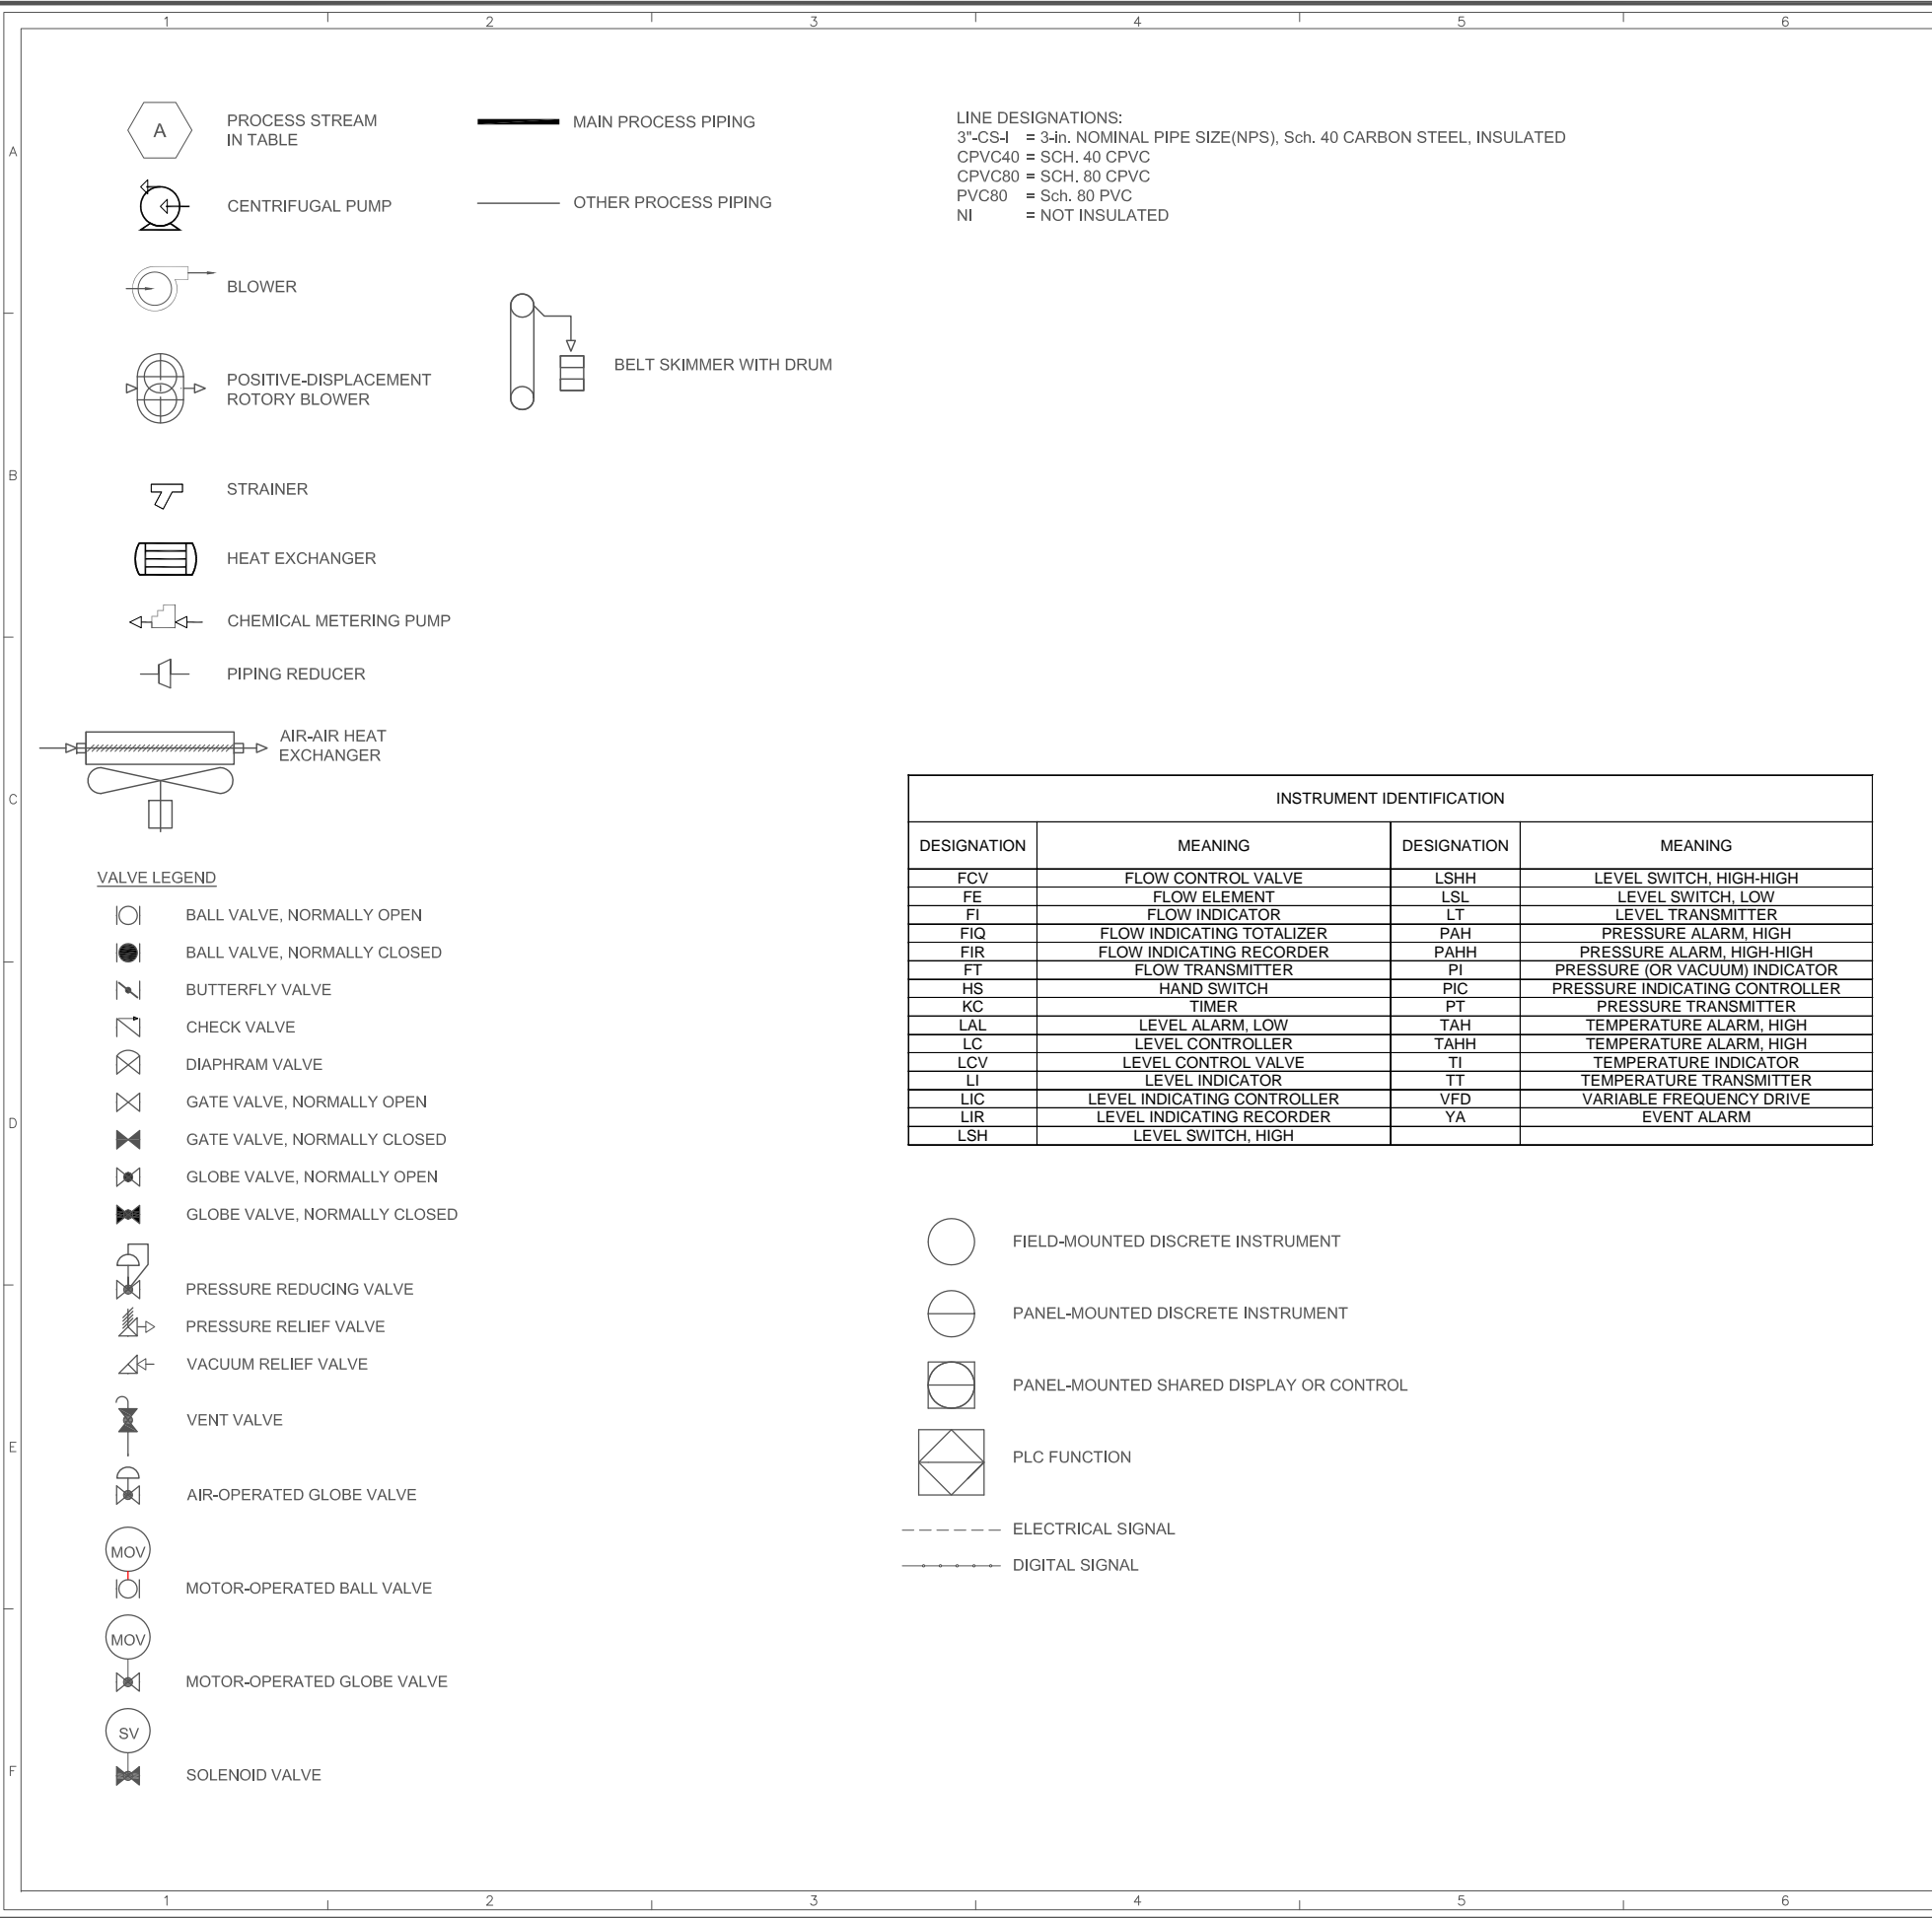 1 2 3 4 5 6
A
PROCESS STREAM
IN TABLE
MAIN PROCESS PIPING
LINE DESIGNATIONS:
3"-CS-I = 3-in. NOMINAL PIPE SIZE(NPS), Sch. 40 CARBON STEEL, INSULATED
CPVC40 = SCH. 40 CPVC
CPVC80 = SCH. 80 CPVC
PVC80 = Sch. 80 PVC
NI = NOT INSULATED
A
CENTRIFUGAL PUMP
OTHER PROCESS PIPING
BLOWER
BELT SKIMMER WITH DRUM
POSITIVE-DISPLACEMENT
ROTORY BLOWER
B
STRAINER
HEAT EXCHANGER
CHEMICAL METERING PUMP
PIPING REDUCER
AIR-AIR HEAT
EXCHANGER
C
INSTRUMENT IDENTIFICATION
DESIGNATION MEANING DESIGNATION MEANING
FCV FLOW CONTROL VALVE LSHH LEVEL SWITCH, HIGH-HIGH
FE FLOW ELEMENT LSL LEVEL SWITCH, LOW
FI FLOW INDICATOR LT LEVEL TRANSMITTER
FIQ FLOW INDICATING TOTALIZER PAH PRESSURE ALARM, HIGH
FIR FLOW INDICATING RECORDER PAHH PRESSURE ALARM, HIGH-HIGH
FT FLOW TRANSMITTER PI PRESSURE (OR VACUUM) INDICATOR
HS HAND SWITCH PIC PRESSURE INDICATING CONTROLLER
KC TIMER PT PRESSURE TRANSMITTER
LAL LEVEL ALARM, LOW TAH TEMPERATURE ALARM, HIGH
LC LEVEL CONTROLLER TAHH TEMPERATURE ALARM, HIGH
LCV LEVEL CONTROL VALVE TI TEMPERATURE INDICATOR
LI LEVEL INDICATOR TT TEMPERATURE TRANSMITTER
LIC LEVEL INDICATING CONTROLLER VFD VARIABLE FREQUENCY DRIVE
LIR LEVEL INDICATING RECORDER YA EVENT ALARM
LSH LEVEL SWITCH, HIGH
VALVE LEGEND
BALL VALVE, NORMALLY OPEN
BALL VALVE, NORMALLY CLOSED
BUTTERFLY VALVE
CHECK VALVE
DIAPHRAM VALVE
GATE VALVE, NORMALLY OPEN
D
GATE VALVE, NORMALLY CLOSED
GLOBE VALVE, NORMALLY OPEN
GLOBE VALVE, NORMALLY CLOSED
PRESSURE REDUCING VALVE
PRESSURE RELIEF VALVE
VACUUM RELIEF VALVE
VENT VALVE
E
AIR-OPERATED GLOBE VALVE
MOV
MOTOR-OPERATED BALL VALVE
MOV
MOTOR-OPERATED GLOBE VALVE
SV
SOLENOID VALVE
F
FIELD-MOUNTED DISCRETE INSTRUMENT
PANEL-MOUNTED DISCRETE INSTRUMENT
PANEL-MOUNTED SHARED DISPLAY OR CONTROL
PLC FUNCTION
ELECTRICAL SIGNAL
DIGITAL SIGNAL
1 2 3 4 5 6